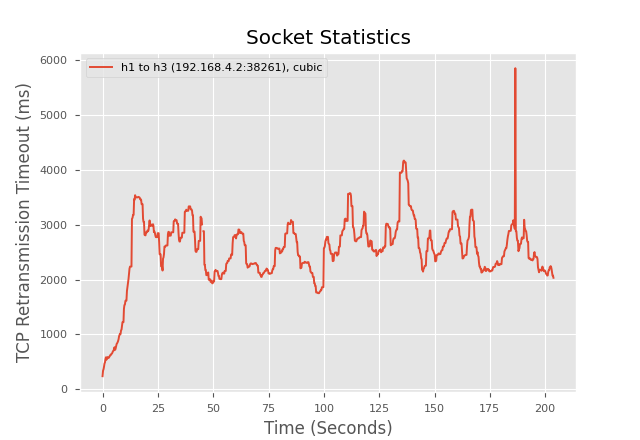 Socket Statistics
h1 to h3 (192.168.4.2:38261), cubic
TCP Retransmission Timeout (ms)
6000
5000
4000
3000
2000
1000
0
0 25 50 75 100 125 150 175 200
Time (Seconds)